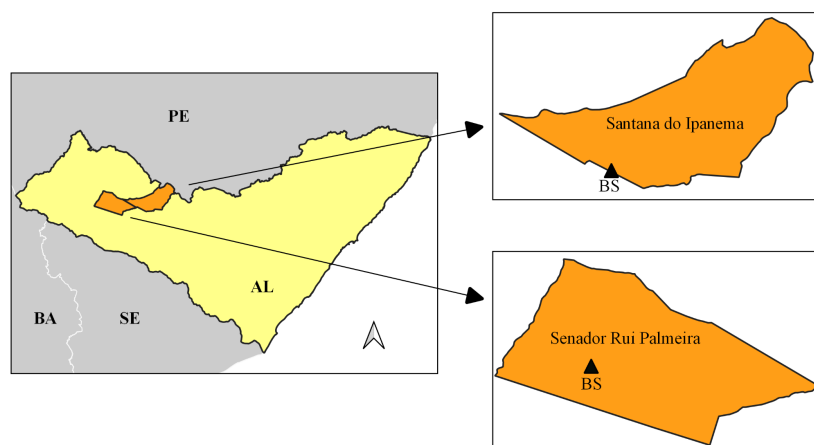 PE
AL
BA
SE
Santana do Ipanema
BS
Senador Rui Palmeira
BS